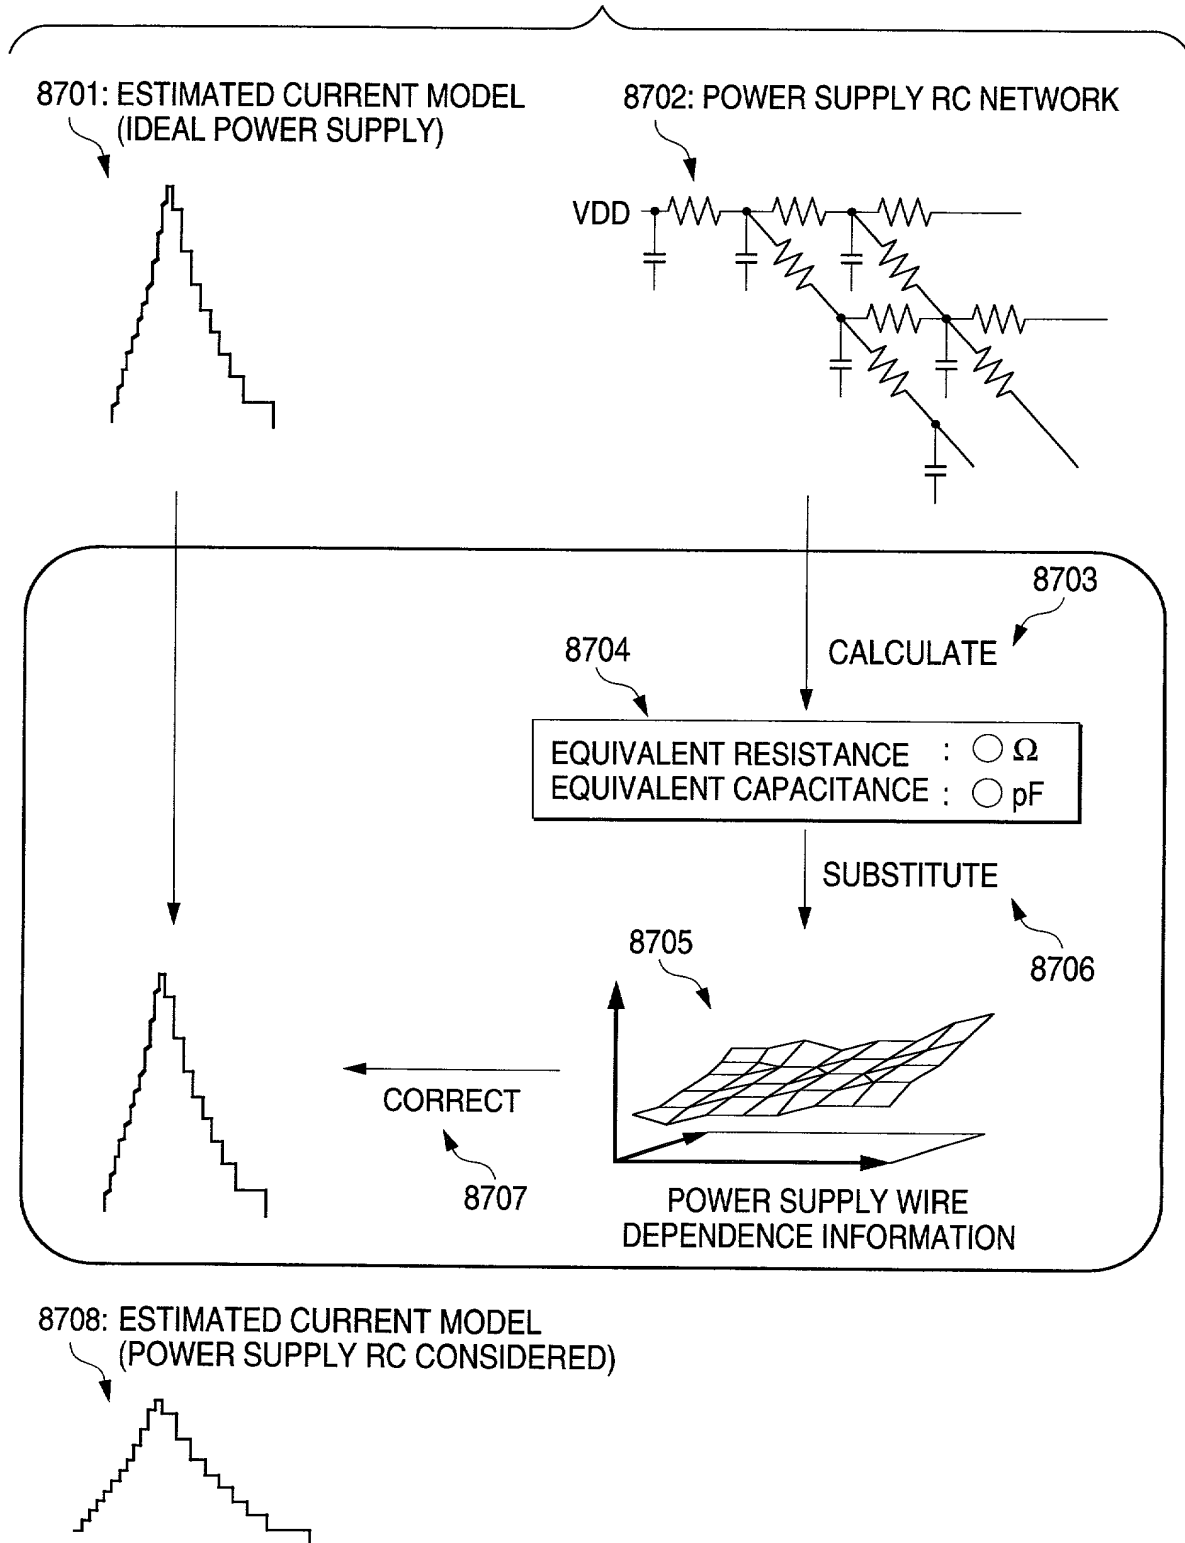 8701: ESTIMATED CURRENT MODEL
(IDEAL POWER SUPPLY)
8702: POWER SUPPLY RC NETWORK
VDD
8703
CALCULATE
8704
EQUIVALENT RESISTANCE : ○ Ω
EQUIVALENT CAPACITANCE : ○ pF
SUBSTITUTE
8706
8705
CORRECT
8707
POWER SUPPLY WIRE
DEPENDENCE INFORMATION
8708: ESTIMATED CURRENT MODEL
(POWER SUPPLY RC CONSIDERED)